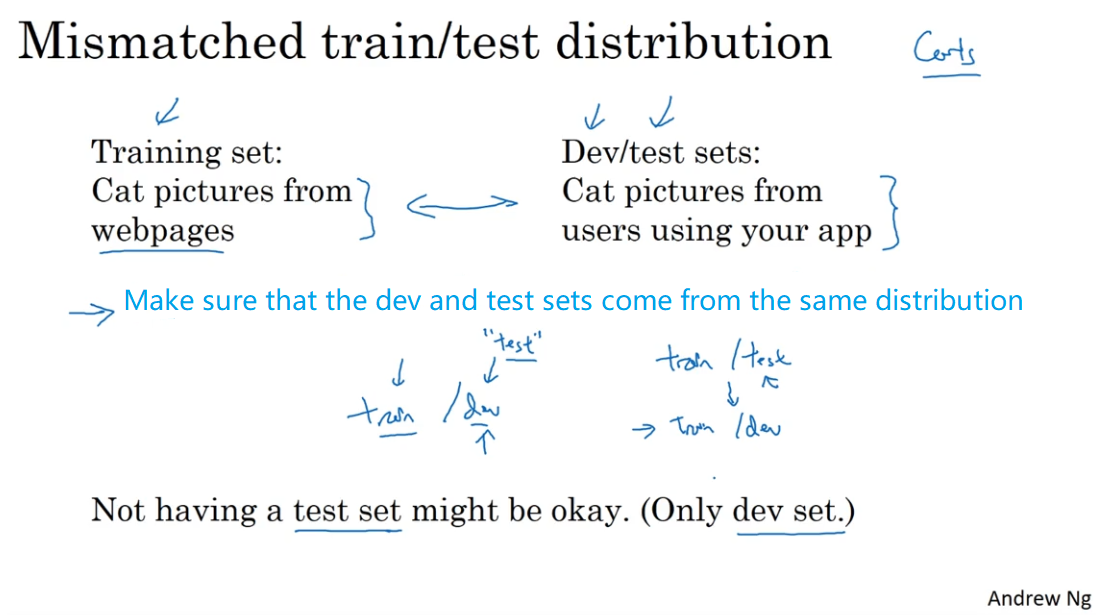 Mismatched train/test distribution
Training set:
Cat pictures from
webpages
Dev/test sets:
Cat pictures from
users using your app
Make sure that the dev and test sets come from the same distribution
"test"
train / dev
train / test
train / dev
Not having a test set might be okay. (Only dev set.)
Andrew Ng